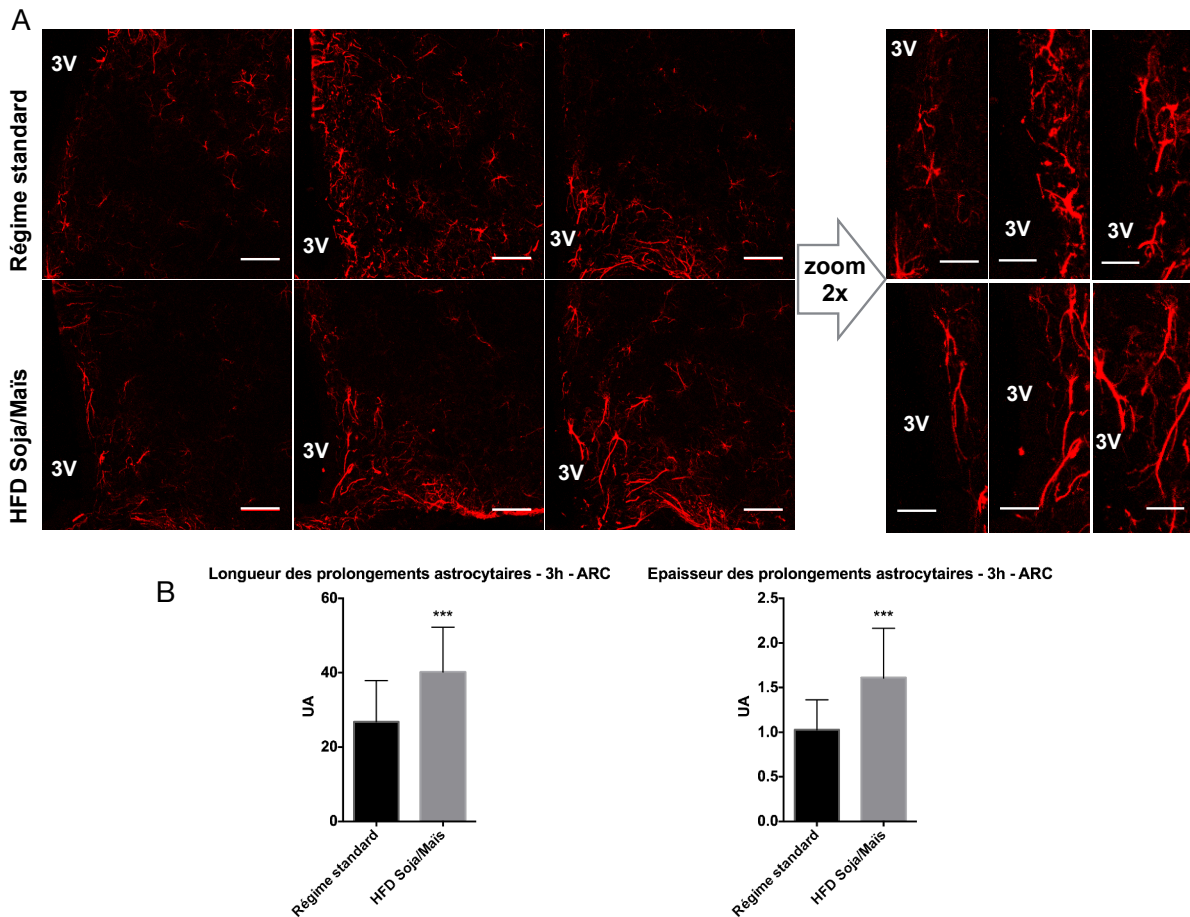 A
Régime standard
3V
3V
3V
3V
3V
3V
zoom
2x
HFD Soja/Maïs
3V
3V
3V
3V
3V
3V
B
Longueur des prolongements astrocytaires - 3h - ARC
60
40
20
0
UA
***
Régime standard
HFD Soja/Maïs
Epaisseur des prolongements astrocytaires - 3h - ARC
2.5
2.0
1.5
1.0
0.5
0.0
UA
***
Régime standard
HFD Soja/Maïs